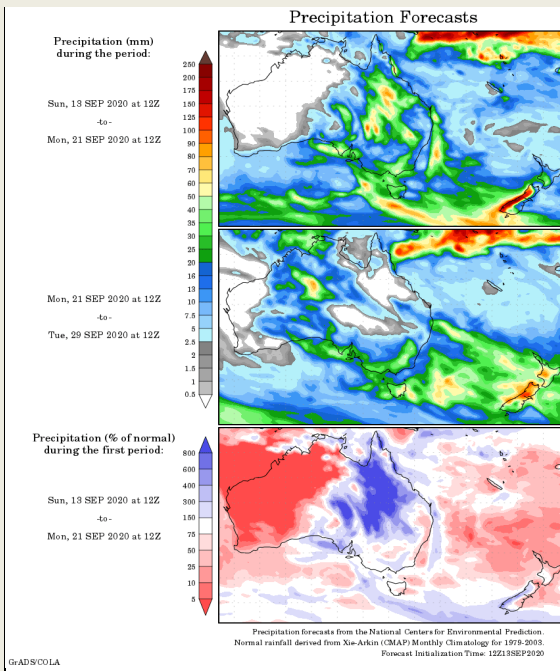 Precipitation Forecasts
Precipitation (mm)
during the period:
Sun, 13 SEP 2020 at 12Z
-to-
Mon, 21 SEP 2020 at 12Z
250
200
175
150
125
100
90
80
70
60
50
40
35
30
25
20
16
13
10
7.5
5
2.5
2
1.5
1
0.5
Mon, 21 SEP 2020 at 12Z
-to-
Tue, 29 SEP 2020 at 12Z
Precipitation (% of normal)
during the first period:
Sun, 13 SEP 2020 at 12Z
-to-
Mon, 21 SEP 2020 at 12Z
800
600
400
300
150
75
50
25
10
5
Precipitation forecasts from the National Centers for Environmental Prediction.
Normal rainfall derived from Xie-Arkin (CMAP) Monthly Climatology for 1979-2003.
Forecast Initialization Time: 12Z13SEP2020
GrADS/COLA